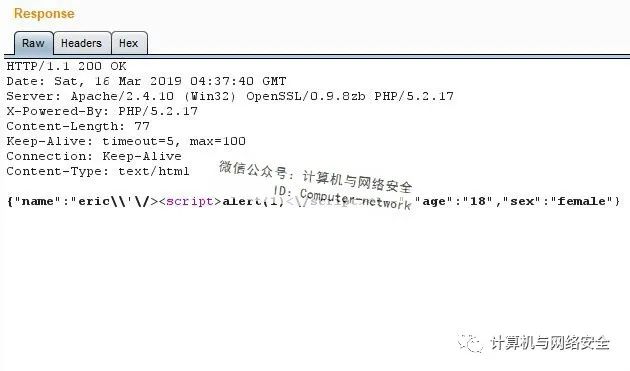 Response
Raw Headers Hex
HTTP/1.1 200 OK
Date: Sat, 16 Mar 2019 04:37:40 GMT
Server: Apache/2.4.10 (Win32) OpenSSL/0.9.8zb PHP/5.2.17
X-Powered-By: PHP/5.2.17
Content-Length: 77
Keep-Alive: timeout=5, max=100
Connection: Keep-Alive
Content-Type: text/html
微信公众号：计算机与网络安全
ID：Computer-network
{"name":"eric\\'\/><script>alert(1)<\/script> "age":"18","sex":"female"}
计算机与网络安全